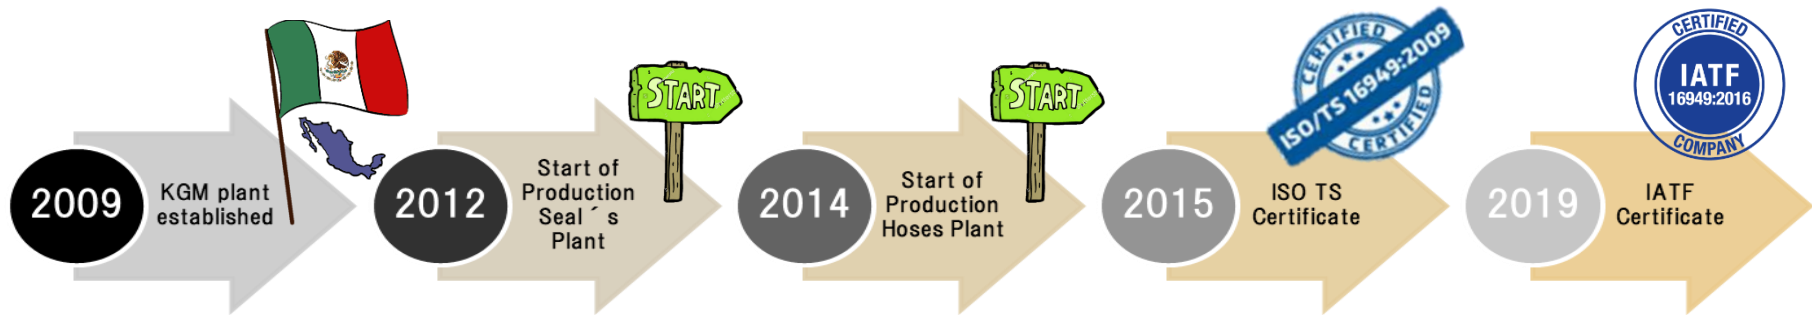 2009
KGM plant
established
2012
Start of
Production
Seal´s
Plant
START
2014
Start of
Production
Hoses Plant
START
2015
ISO TS
Certificate
CERTIFIED
ISO/TS 16949:2009
CERTIFIED
2019
IATF
Certificate
CERTIFIED
IATF
16949:2016
COMPANY